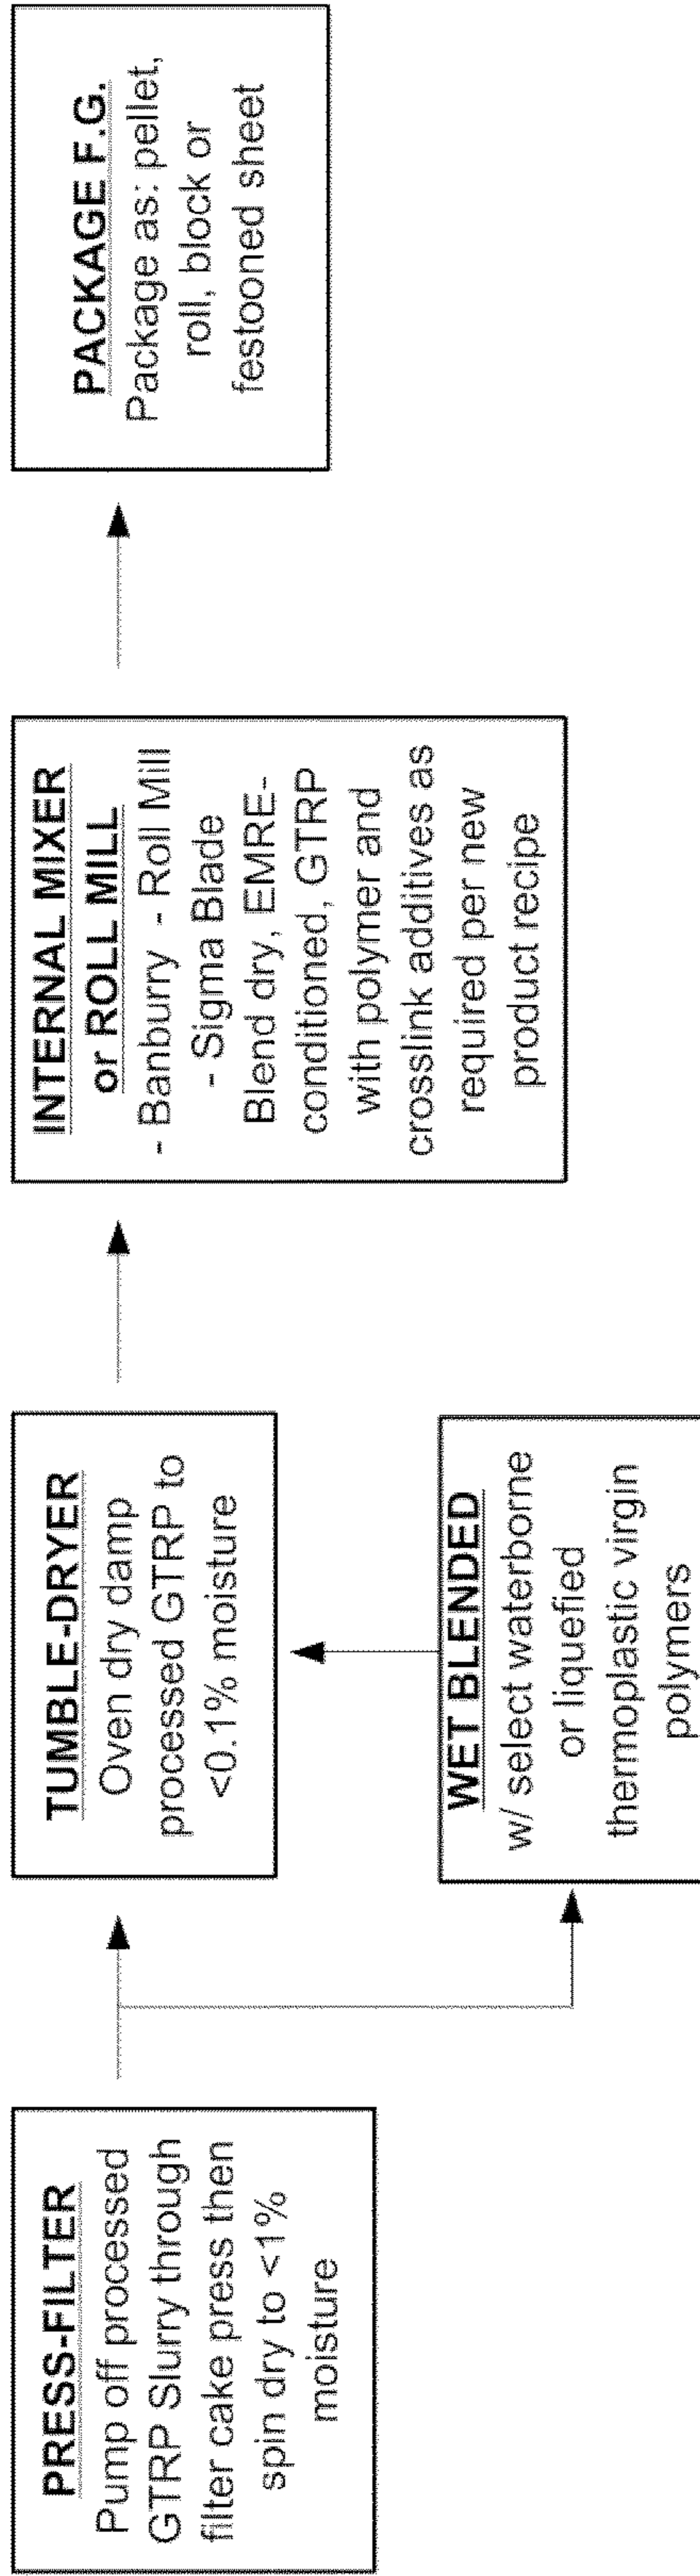 PRESS-FILTER
Pump off processed
GTRP Slurry through
filter cake press then
spin dry to <1%
moisture
TUMBLE-DRYER
Oven dry damp
processed GTRP to
<0.1% moisture
WET BLENDED
w/ select waterborne
or liquefied
thermoplastic virgin
polymers
INTERNAL MIXER
or ROLL MILL
- Banburry - Roll Mill
- Sigma Blade
Blend dry, EMRE-
conditioned, GTRP
with polymer and
crosslink additives as
required per new
product recipe
PACKAGE F.G.
Package as: pellet,
roll, block or
festooned sheet